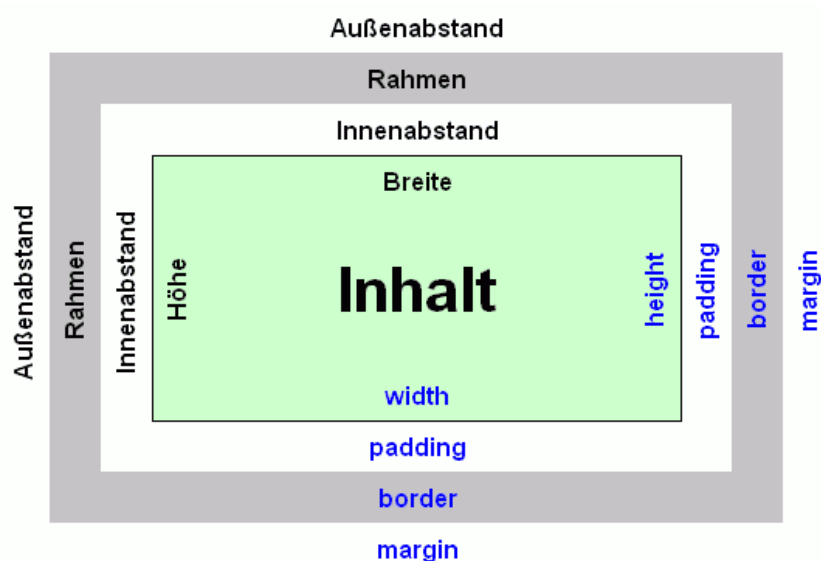 Außenabstand
Rahmen
Innenabstand
Breite
Außenabstand
Rahmen
Innenabstand
Höhe
Inhalt
height
padding
border
margin
width
padding
border
margin